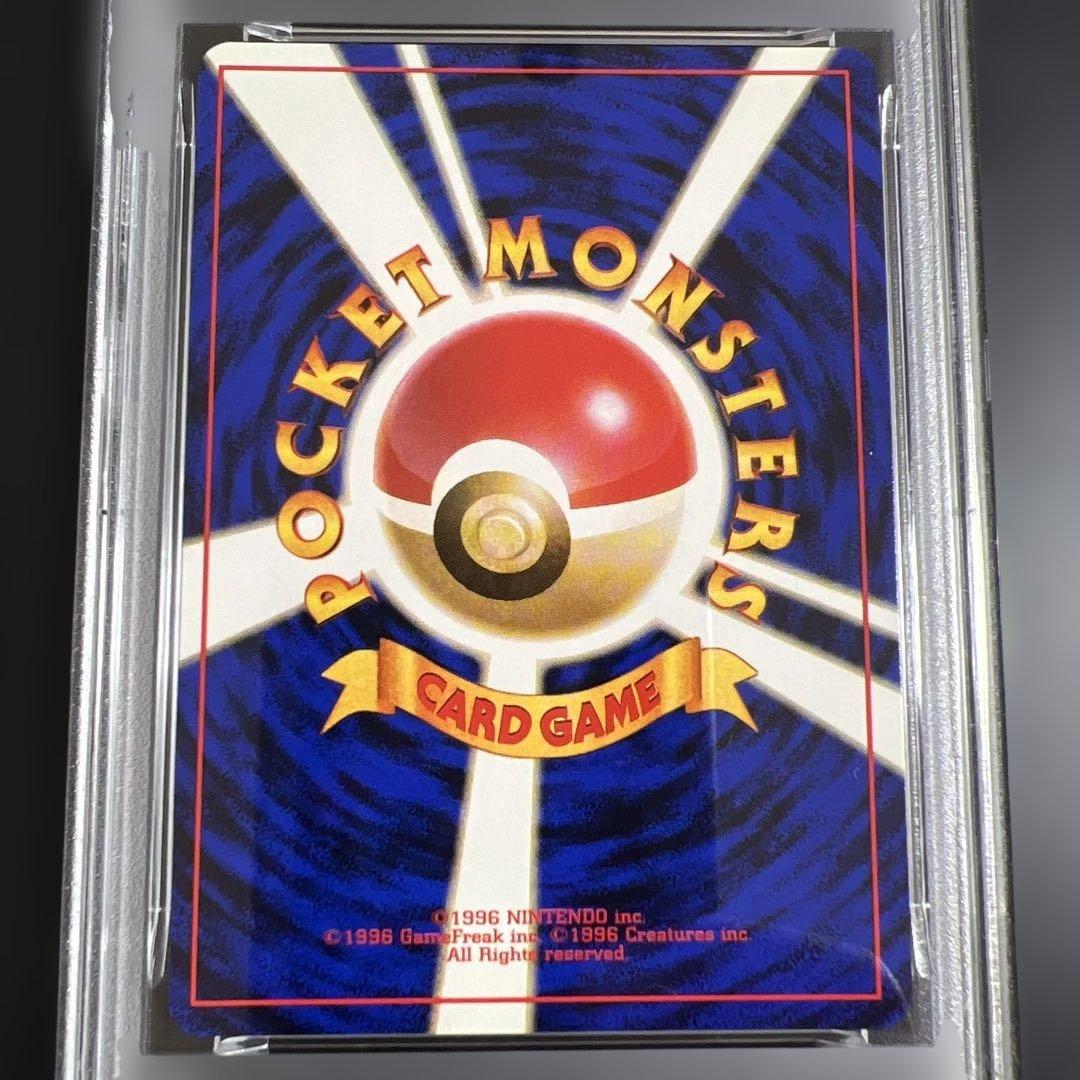 POCKET MONSTERS
CARD GAME
©1996 NINTENDO inc.
©1996 GameFreak inc. ©1996 Creatures inc.
All Rights reserved.